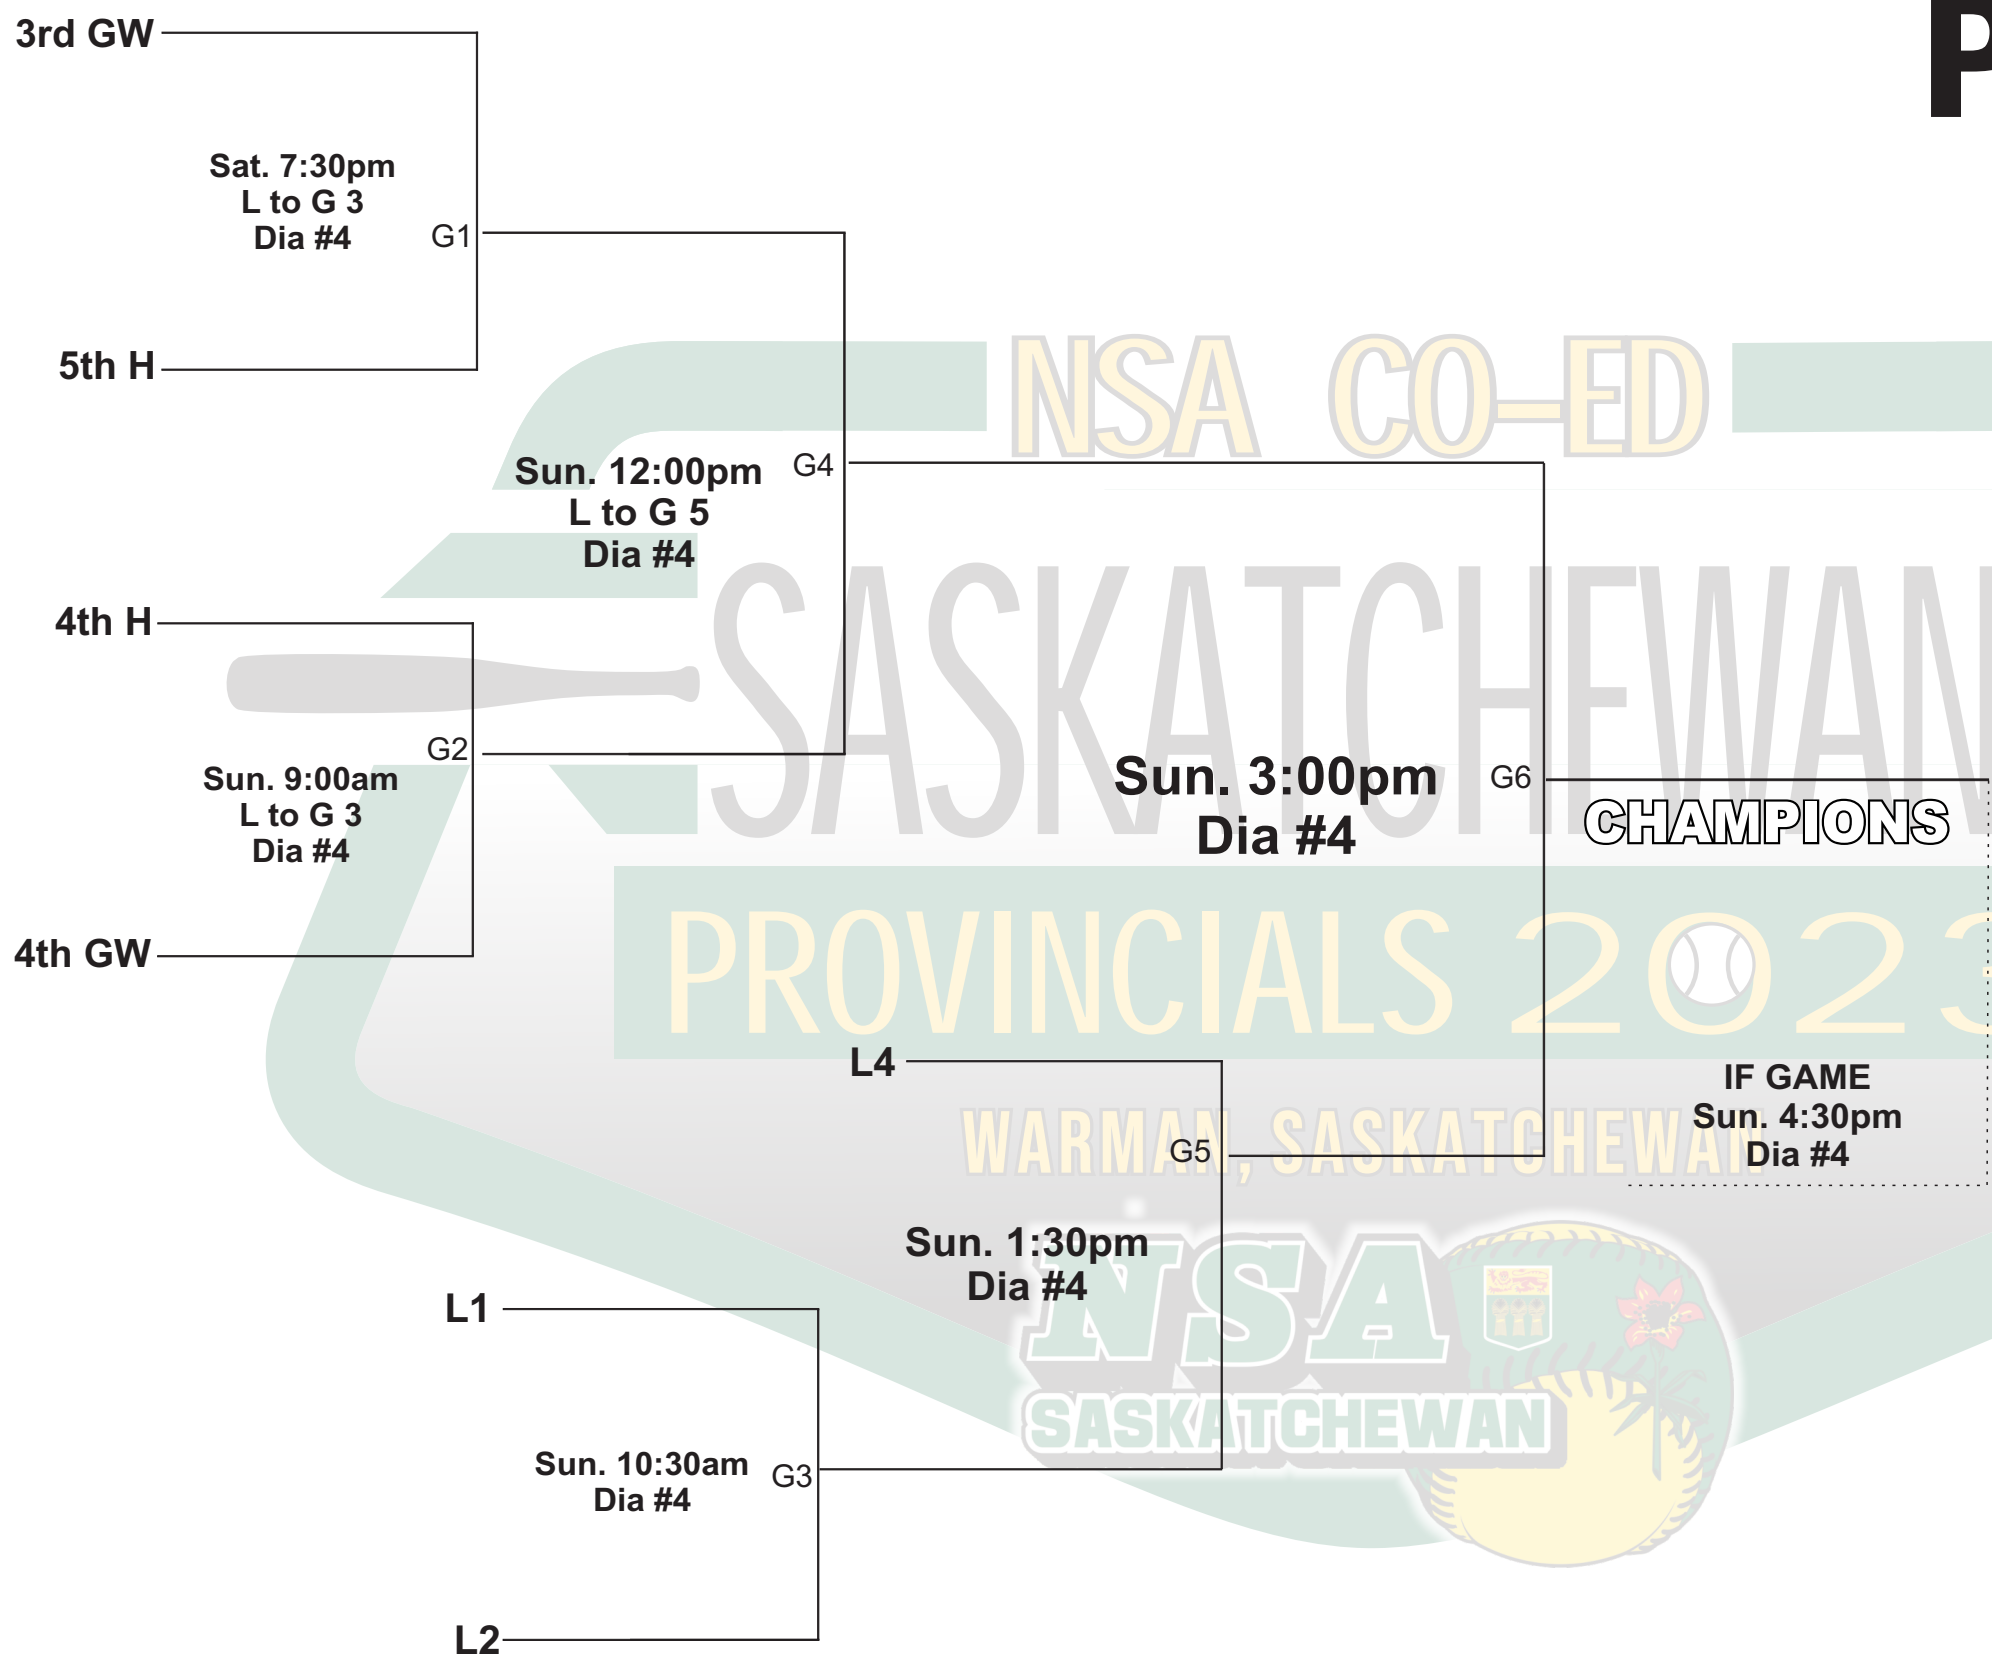 3rd GW
P
Sat. 7:30pm
L to G 3
Dia #4
G1
5th H
NSA CO-ED
Sun. 12:00pm
L to G 5
Dia #4
G4
4th H
SASKATCHEWAN
G2
Sun. 9:00am
L to G 3
Dia #4
Sun. 3:00pm
Dia #4
G6
CHAMPIONS
4th GW
PROVINCIALS 2023
L4
IF GAME
Sun. 4:30pm
Dia #4
WARMAN, SASKATCHEWAN
G5
Sun. 1:30pm
Dia #4
NSA
SASKATCHEWAN
L1
Sun. 10:30am
Dia #4
G3
L2